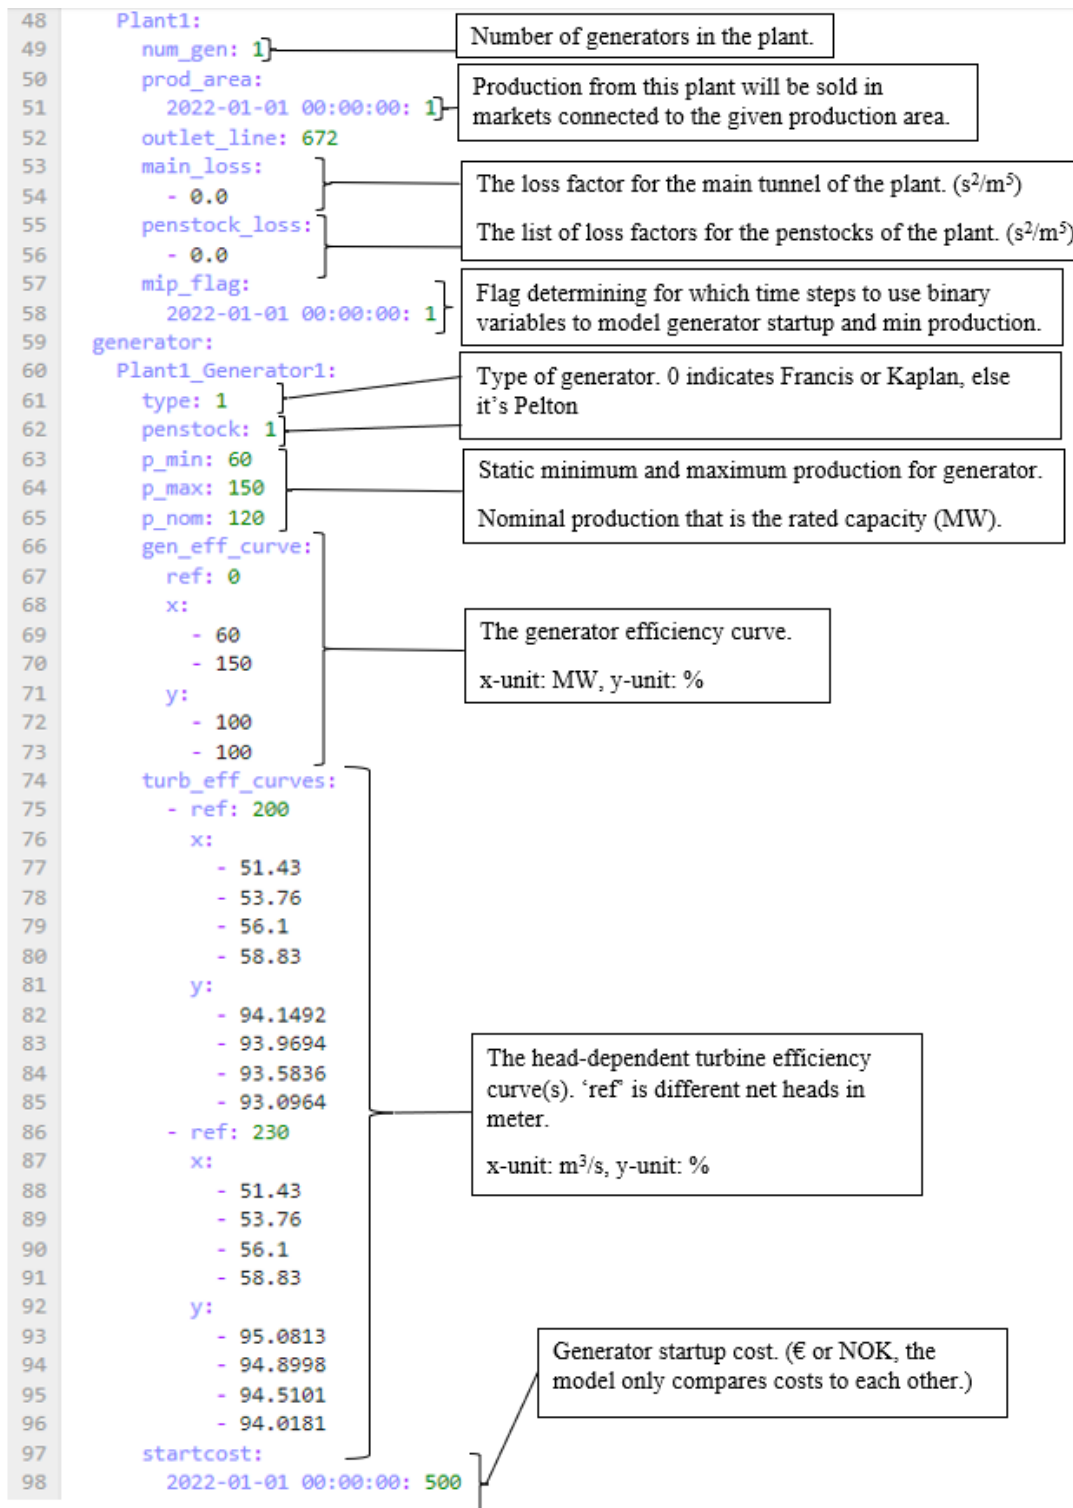 48 Plant1:
49 num_gen: 1
Number of generators in the plant.
50 prod_area:
51 2022-01-01 00:00:00: 1
Production from this plant will be sold in
markets connected to the given production area.
52 outlet_line: 672
53 main_loss:
54 - 0.0
The loss factor for the main tunnel of the plant. (s²/m⁵)
55 penstock_loss:
56 - 0.0
The list of loss factors for the penstocks of the plant. (s²/m⁵)
57 mip_flag:
58 2022-01-01 00:00:00: 1
Flag determining for which time steps to use binary
variables to model generator startup and min production.
59 generator:
60 Plant1_Generator1:
61 type: 1
62 penstock: 1
Type of generator. 0 indicates Francis or Kaplan, else
it’s Pelton
63 p_min: 60
64 p_max: 150
65 p_nom: 120
Static minimum and maximum production for generator.
Nominal production that is the rated capacity (MW).
66 gen_eff_curve:
67 ref: 0
68 x:
69 - 60
70 - 150
71 y:
72 - 100
73 - 100
The generator efficiency curve.
x-unit: MW, y-unit: %
74 turb_eff_curves:
75 - ref: 200
76 x:
77 - 51.43
78 - 53.76
79 - 56.1
80 - 58.83
81 y:
82 - 94.1492
83 - 93.9694
84 - 93.5836
85 - 93.0964
86 - ref: 230
87 x:
88 - 51.43
89 - 53.76
90 - 56.1
91 - 58.83
92 y:
93 - 95.0813
94 - 94.8998
95 - 94.5101
96 - 94.0181
The head-dependent turbine efficiency
curve(s). ‘ref’ is different net heads in
meter.
x-unit: m³/s, y-unit: %
97 startcost:
98 2022-01-01 00:00:00: 500
Generator startup cost. (€ or NOK, the
model only compares costs to each other.)